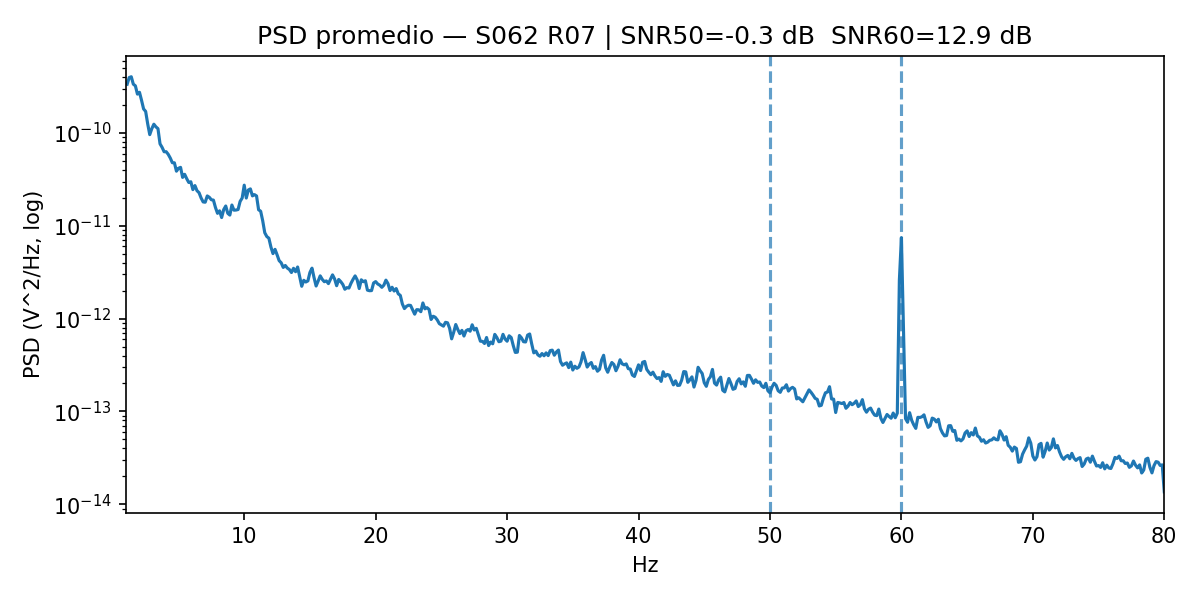 PSD promedio — S062 R07 | SNR50=-0.3 dB  SNR60=12.9 dB
PSD (V^2/Hz, log)
10⁻¹⁰
10⁻¹¹
10⁻¹²
10⁻¹³
10⁻¹⁴
10 20 30 40 50 60 70 80
Hz